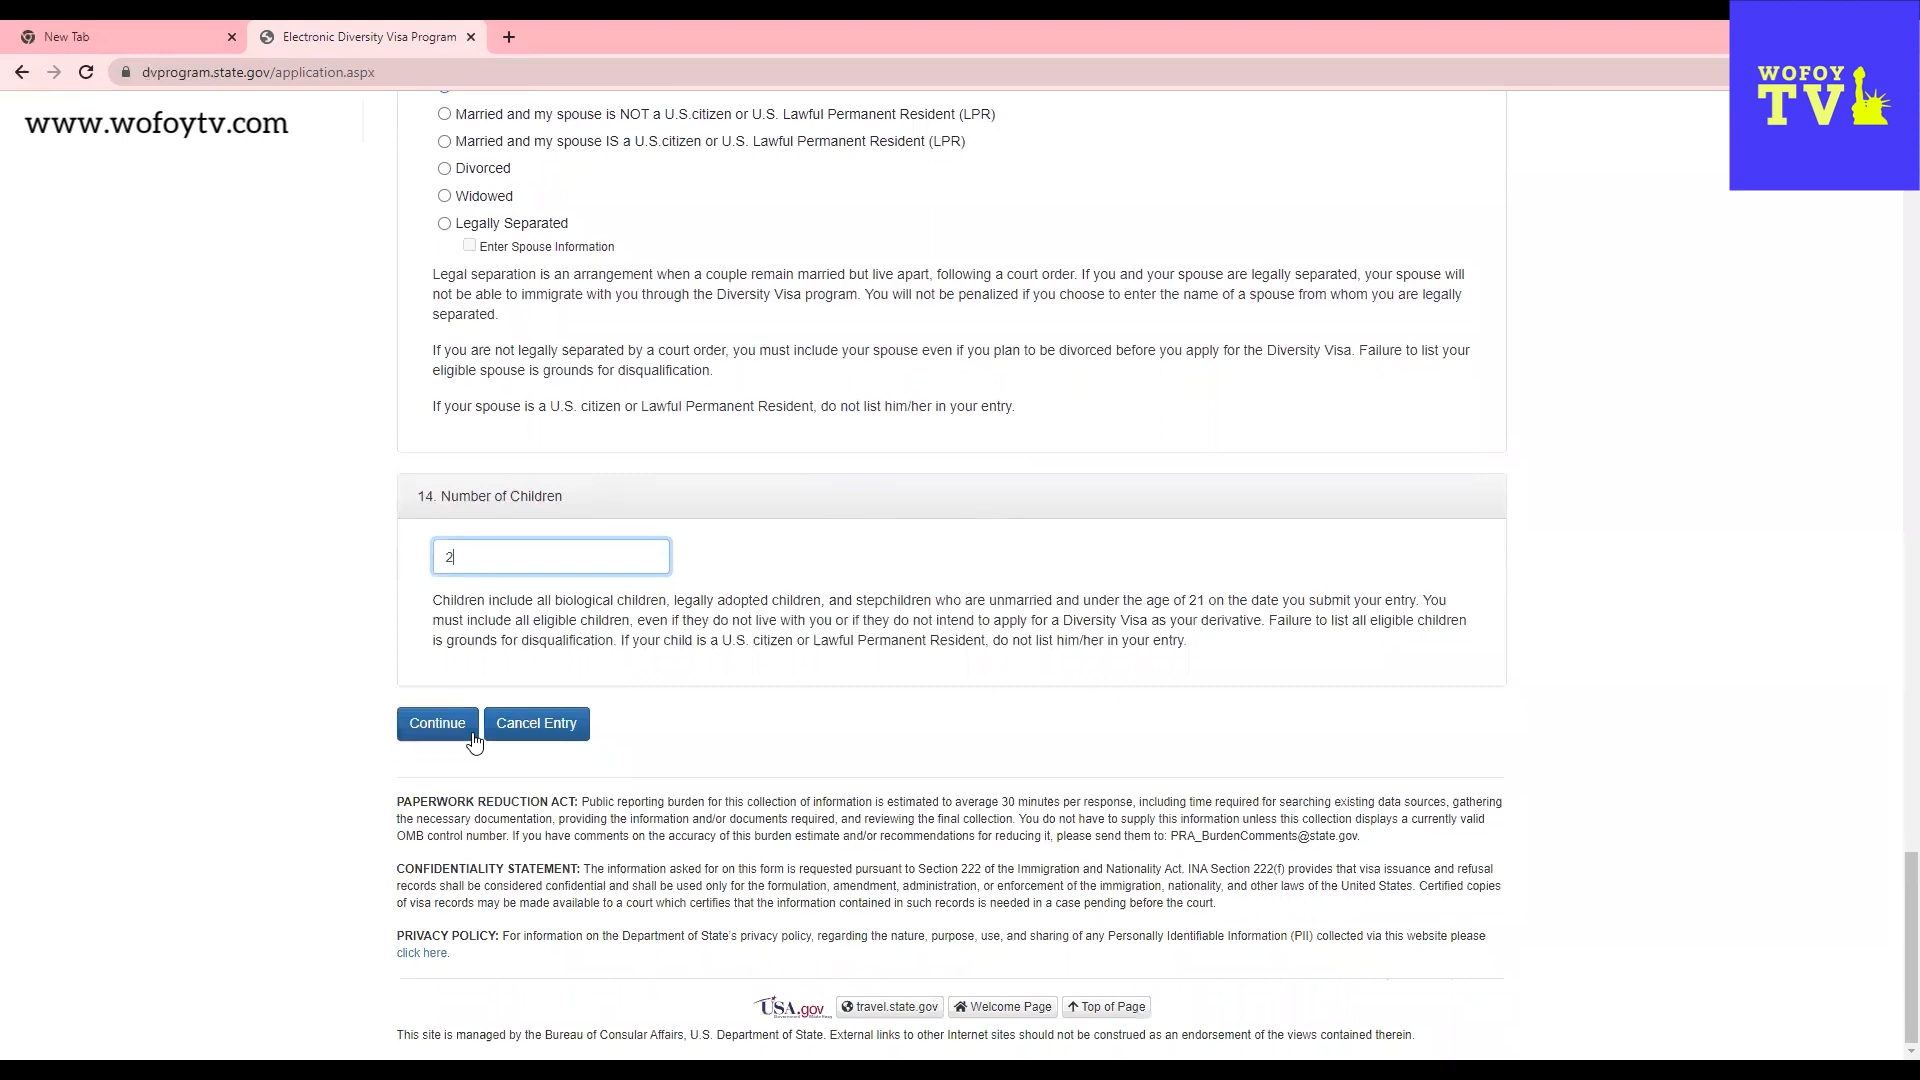 New Tab
Electronic Diversity Visa Program
dvprogram.state.gov/application.aspx
WOFOY
TV
www.wofoytv.com
Married and my spouse is NOT a U.S.citizen or U.S. Lawful Permanent Resident (LPR)
Married and my spouse IS a U.S.citizen or U.S. Lawful Permanent Resident (LPR)
Divorced
Widowed
Legally Separated
Enter Spouse Information
Legal separation is an arrangement when a couple remain married but live apart, following a court order. If you and your spouse are legally separated, your spouse will
not be able to immigrate with you through the Diversity Visa program. You will not be penalized if you choose to enter the name of a spouse from whom you are legally
separated.
If you are not legally separated by a court order, you must include your spouse even if you plan to be divorced before you apply for the Diversity Visa. Failure to list your
eligible spouse is grounds for disqualification.
If your spouse is a U.S. citizen or Lawful Permanent Resident, do not list him/her in your entry.
14. Number of Children
2
Children include all biological children, legally adopted children, and stepchildren who are unmarried and under the age of 21 on the date you submit your entry. You
must include all eligible children, even if they do not live with you or if they do not intend to apply for a Diversity Visa as your derivative. Failure to list all eligible children
is grounds for disqualification. If your child is a U.S. citizen or Lawful Permanent Resident, do not list him/her in your entry.
Continue
Cancel Entry
PAPERWORK REDUCTION ACT: Public reporting burden for this collection of information is estimated to average 30 minutes per response, including time required for searching existing data sources, gathering
the necessary documentation, providing the information and/or documents required, and reviewing the final collection. You do not have to supply this information unless this collection displays a currently valid
OMB control number. If you have comments on the accuracy of this burden estimate and/or recommendations for reducing it, please send them to: PRA_BurdenComments@state.gov.
CONFIDENTIALITY STATEMENT: The information asked for on this form is requested pursuant to Section 222 of the Immigration and Nationality Act. INA Section 222(f) provides that visa issuance and refusal
records shall be considered confidential and shall be used only for the formulation, amendment, administration, or enforcement of the immigration, nationality, and other laws of the United States. Certified copies
of visa records may be made available to a court which certifies that the information contained in such records is needed in a case pending before the court.
PRIVACY POLICY: For information on the Department of State's privacy policy, regarding the nature, purpose, use, and sharing of any Personally Identifiable Information (PII) collected via this website please
click here.
USA.gov
travel.state.gov
Welcome Page
Top of Page
This site is managed by the Bureau of Consular Affairs, U.S. Department of State. External links to other Internet sites should not be construed as an endorsement of the views contained therein.